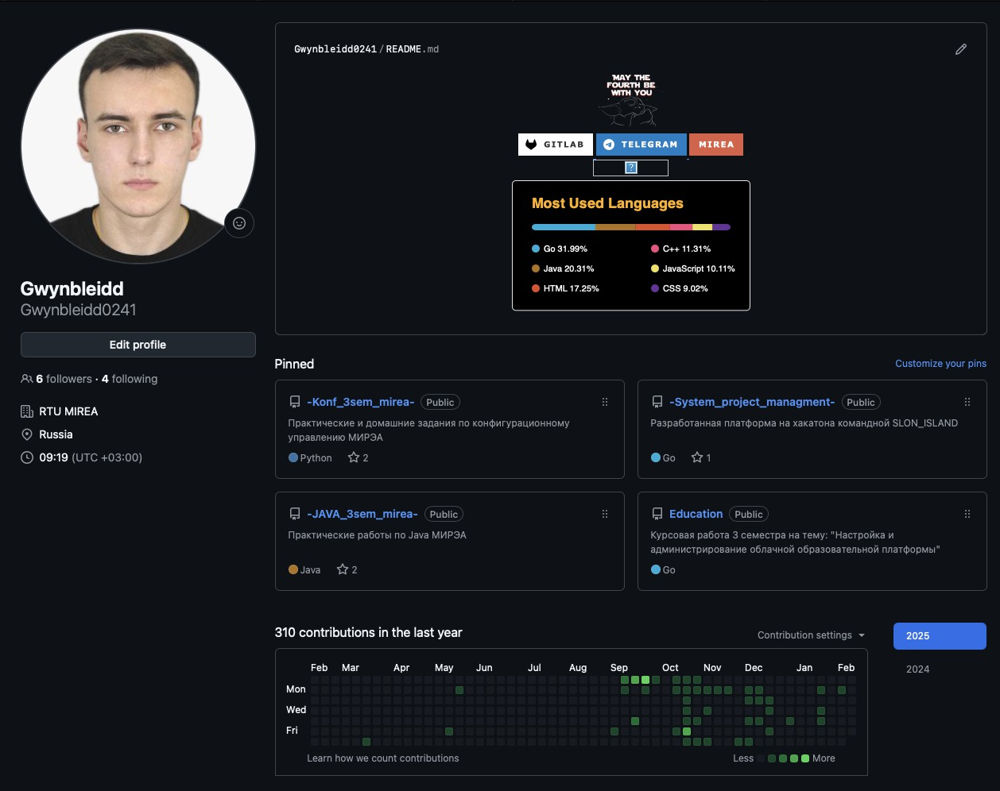 Gwynbleidd0241/README.md
MAY THE
FOURTH BE
WITH YOU
GITLAB
TELEGRAM
MIREA
Most Used Languages
Go 31.99%
C++ 11.31%
Java 20.31%
JavaScript 10.11%
HTML 17.25%
CSS 9.02%
Gwynbleidd
Gwynbleidd0241
Edit profile
6 followers · 4 following
RTU MIREA
Russia
09:19 (UTC +03:00)
Pinned
Customize your pins
-Konf_3sem_mirea- Public
Практические и домашние задания по конфигурационному
управлению МИРЭА
Python 2
-System_project_managment- Public
Разработанная платформа на хакатона командной SLON_ISLAND
Go 1
-JAVA_3sem_mirea- Public
Практические работы по Java МИРЭА
Java 2
Education Public
Курсовая работа 3 семестра на тему: "Настройка и
администрирование облачной образовательной платформы"
Go
310 contributions in the last year
Contribution settings
2025
2024
Feb Mar Apr May Jun Jul Aug Sep Oct Nov Dec Jan Feb
Mon
Wed
Fri
Learn how we count contributions
Less More